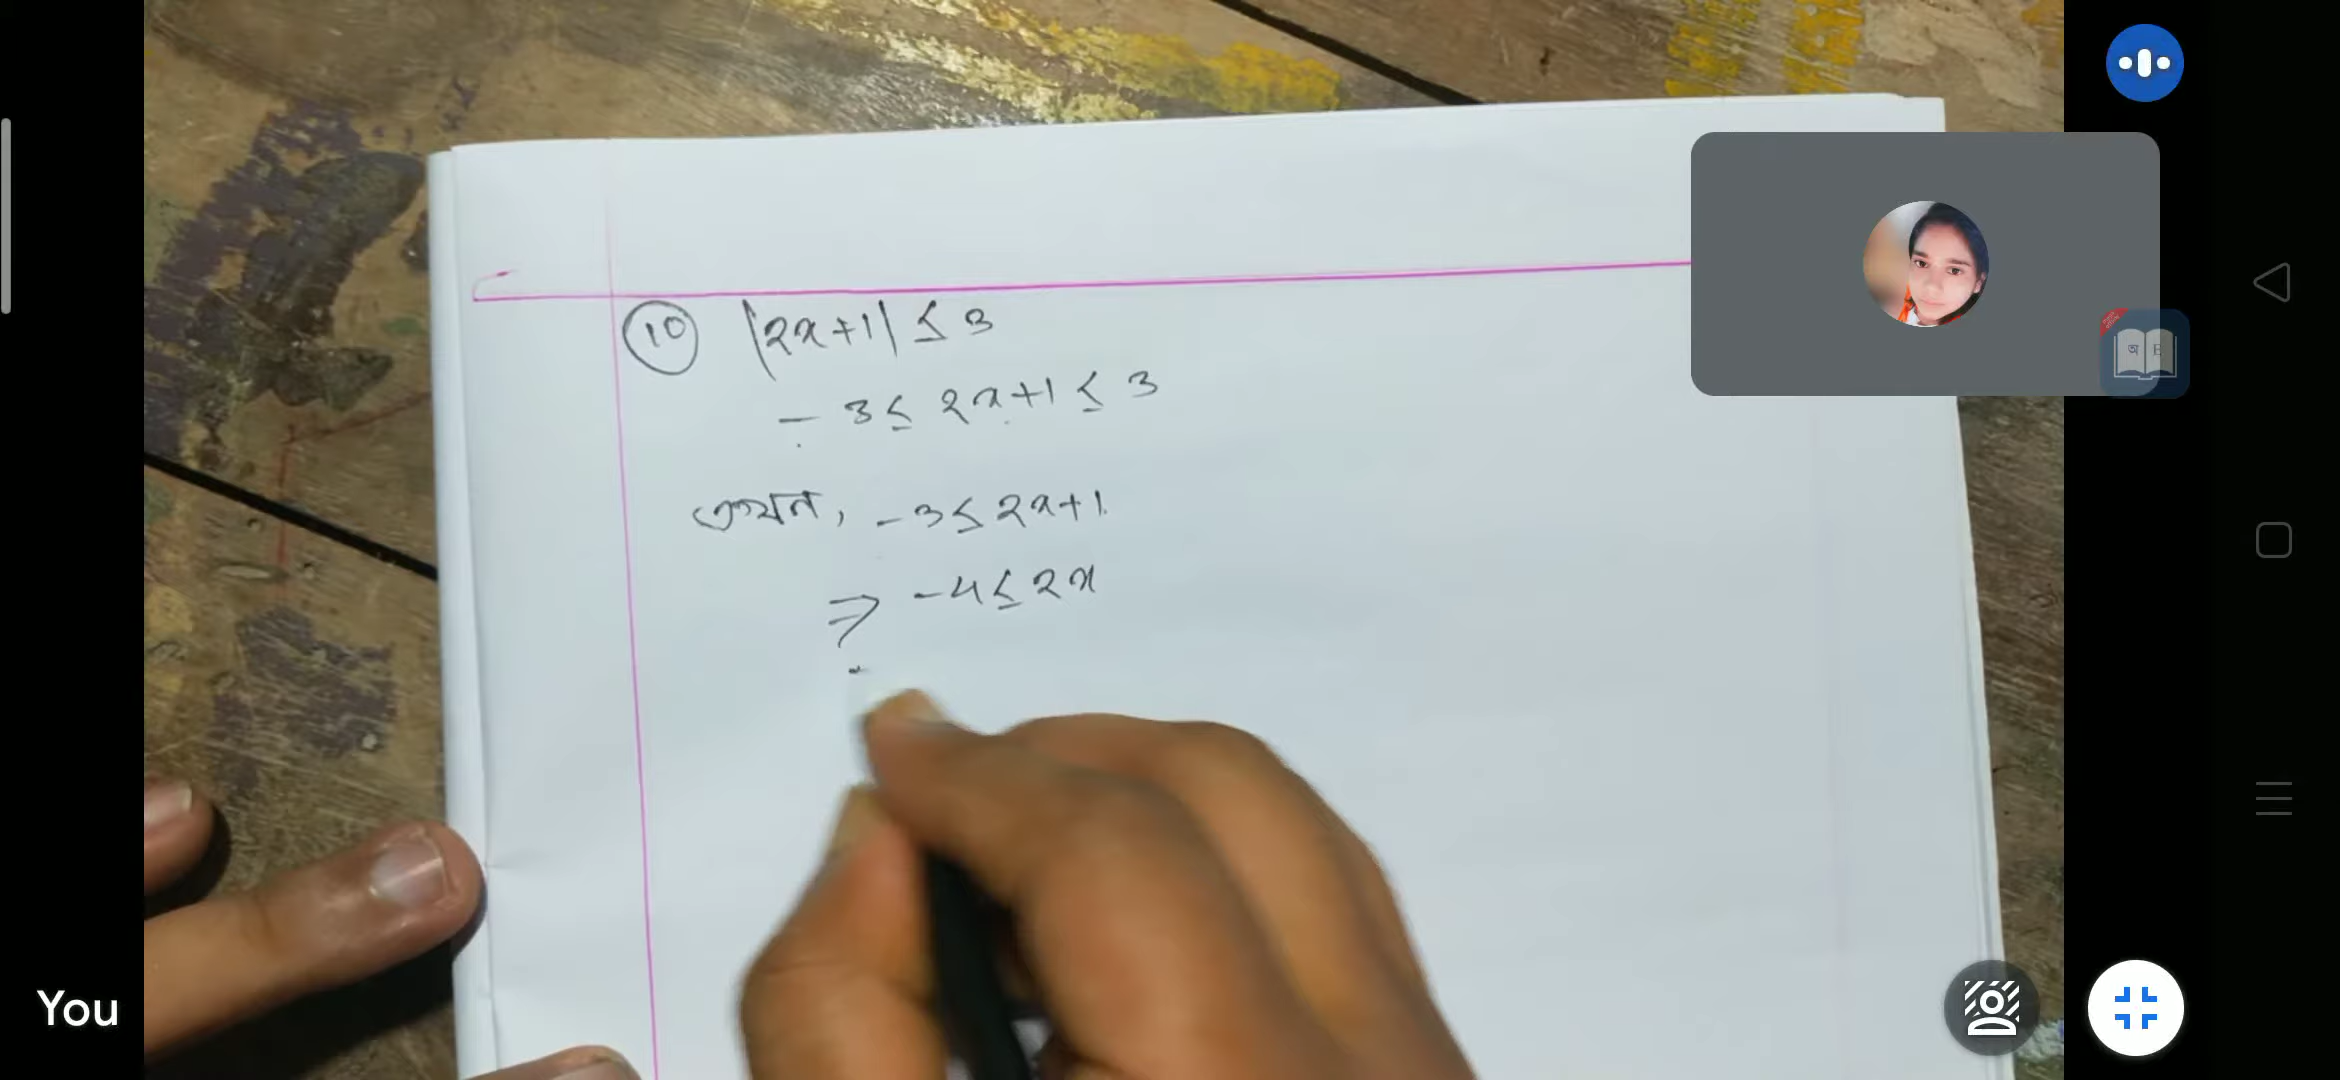 10 |2x+1| ≤ 3
- 3 ≤ 2x+1 ≤ 3
এখন, -3 ≤ 2x+1
⇒ -4 ≤ 2x
You